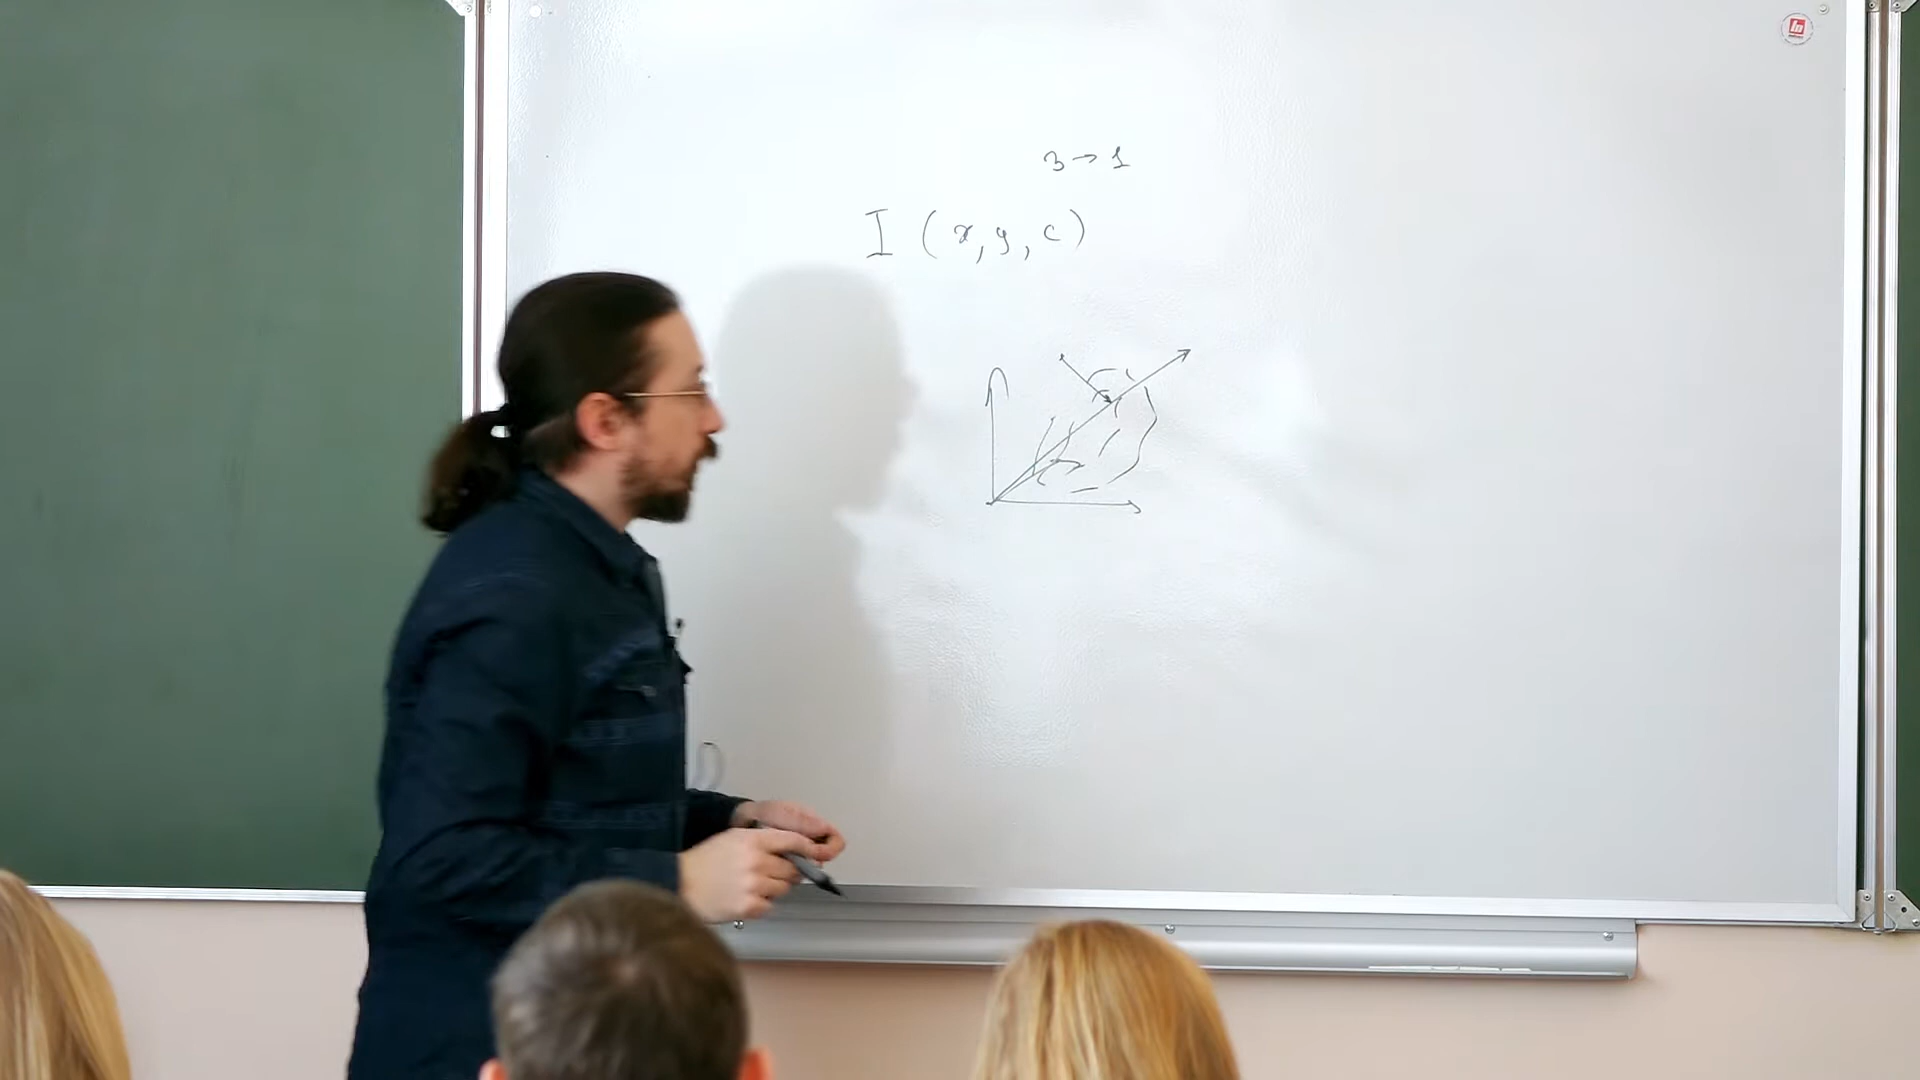 3 → 1
I (x, y, c)